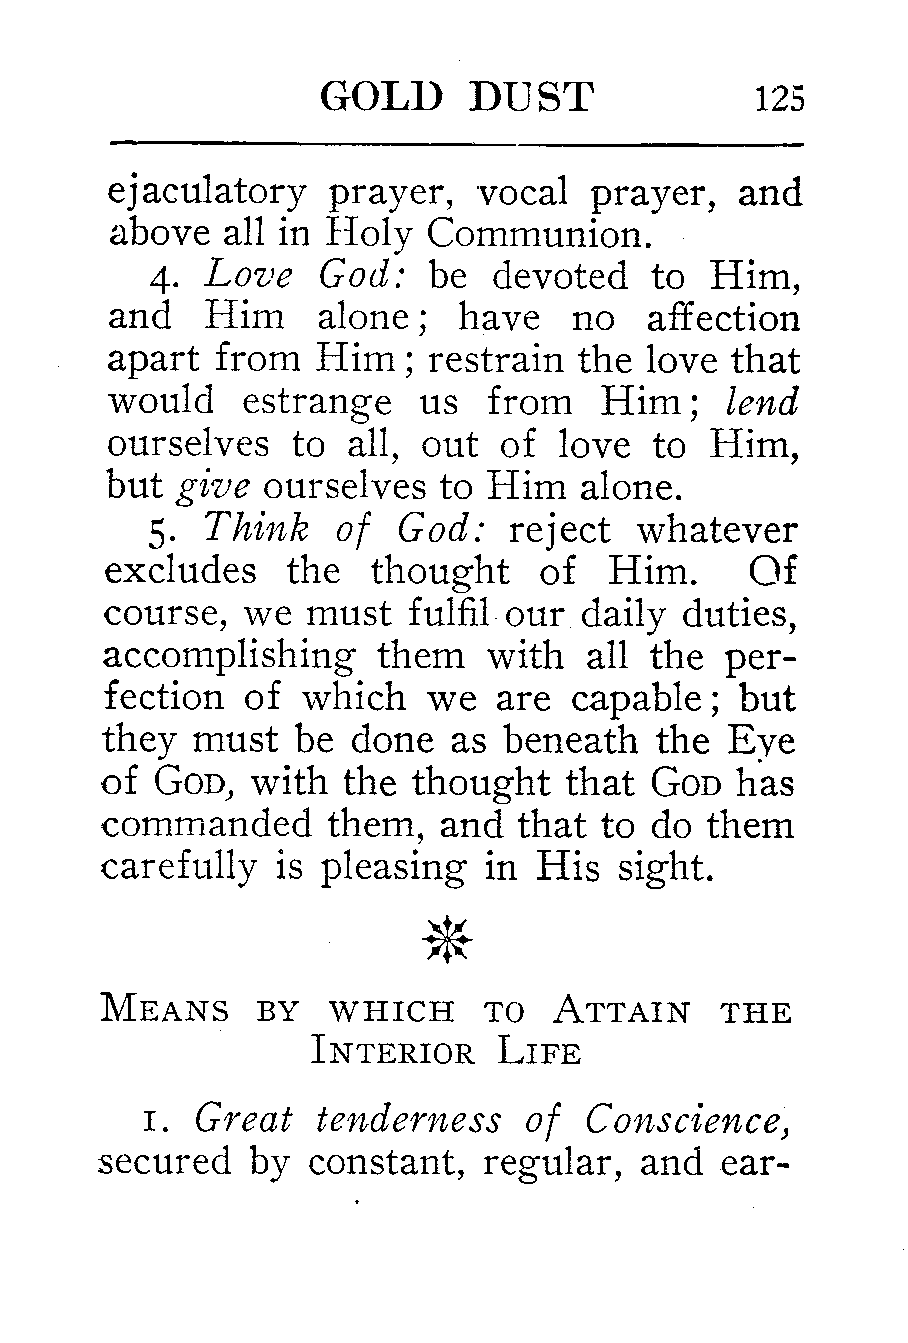 GOLD DUST 125
ejaculatory prayer, vocal prayer, and
above all in Holy Communion.
4. Love God: be devoted to Him,
and Him alone; have no affection
apart from Him; restrain the love that
would estrange us from Him; lend
ourselves to all, out of love to Him,
but give ourselves to Him alone.
5. Think of God: reject whatever
excludes the thought of Him. Of
course, we must fulfil our daily duties,
accomplishing them with all the per-
fection of which we are capable; but
they must be done as beneath the Eye
of GOD, with the thought that GOD has
commanded them, and that to do them
carefully is pleasing in His sight.
MEANS BY WHICH TO ATTAIN THE
INTERIOR LIFE
1. Great tenderness of Conscience,
secured by constant, regular, and ear-